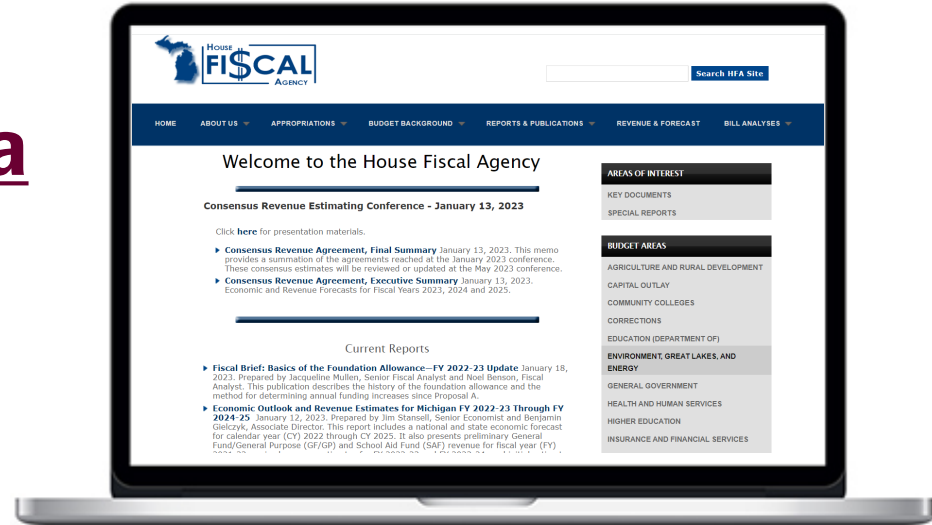 a
HOUSE
FI$CAL
AGENCY
Search HFA Site
HOME ABOUT US APPROPRIATIONS BUDGET BACKGROUND REPORTS & PUBLICATIONS REVENUE & FORECAST BILL ANALYSES
Welcome to the House Fiscal Agency
Consensus Revenue Estimating Conference - January 13, 2023
Click here for presentation materials.
Consensus Revenue Agreement, Final Summary January 13, 2023. This memo
provides a summation of the agreements reached at the January
2023 conference.
These consensus estimates will be reviewed or updated at the May 2023 conference.
Consensus Revenue Agreement, Executive Summary January 13, 2023.
Economic and Revenue Forecasts for Fiscal Years 2023, 2024
and 2025.
Current Reports
Fiscal Brief: Basics of the Foundation Allowance—FY 2022-23 Update January 18,
2023. Prepared by Jacqueline Mullen, Senior Fiscal Analyst and Noel Benson, Fiscal
Analyst. This publication describes the history of the foundation allowance and the
method for determining annual funding increases since Proposal A.
Economic Outlook and Revenue Estimates for Michigan FY 2022-23 Through FY
2024-25 January 12, 2023. Prepared by Jim Stansell, Senior Economist and Benjamin
Gielczyk, Associate Director. This report includes a national and state economic forecast
for calendar year (CY) 2022 through CY 2025. It also presents preliminary General
Fund/General Purpose (GF/GP) and School Aid Fund (SAF) revenue for fiscal year (FY)
AREAS OF INTEREST
KEY DOCUMENTS
SPECIAL REPORTS
BUDGET AREAS
AGRICULTURE AND RURAL DEVELOPMENT
CAPITAL OUTLAY
COMMUNITY COLLEGES
CORRECTIONS
EDUCATION (DEPARTMENT OF)
ENVIRONMENT, GREAT LAKES, AND
ENERGY
GENERAL GOVERNMENT
HEALTH AND HUMAN SERVICES
HIGHER EDUCATION
INSURANCE AND FINANCIAL SERVICES